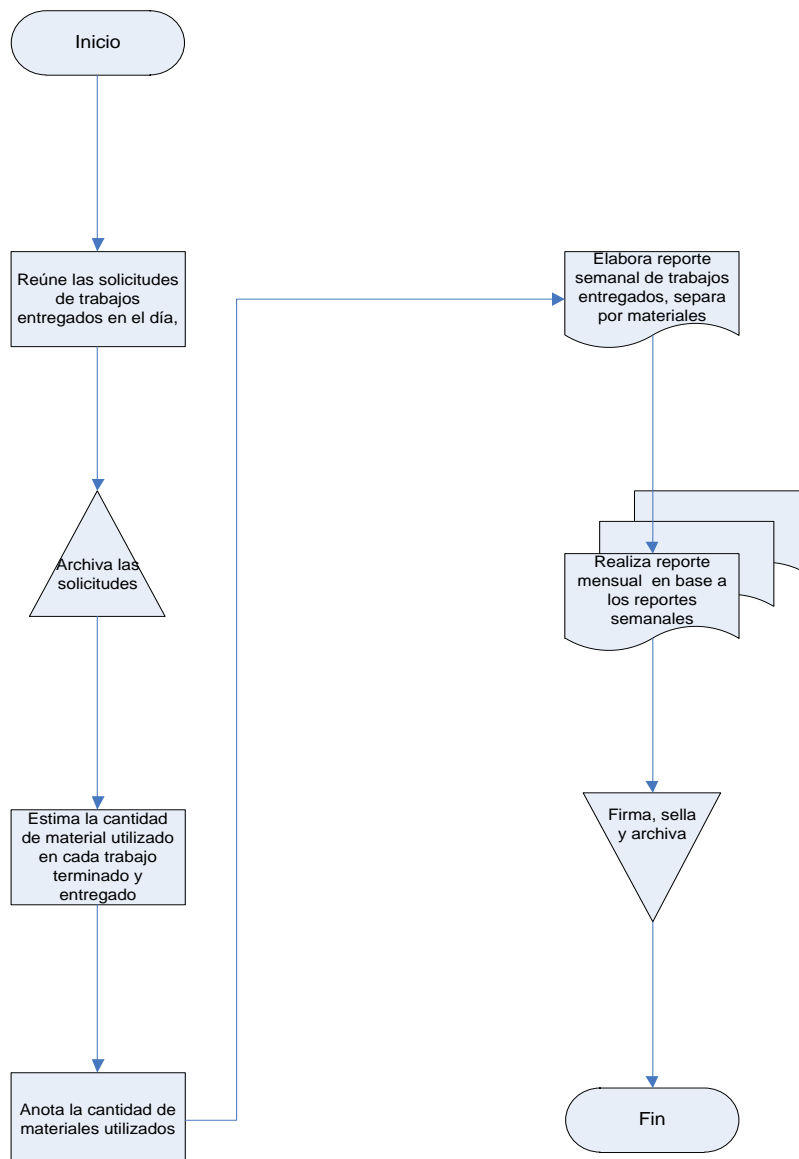 Inicio
Reúne las solicitudes
de trabajos
entregados en el día,
Archiva las
solicitudes
Estima la cantidad
de material utilizado
en cada trabajo
terminado y
entregado
Anota la cantidad de
materiales utilizados
Elabora reporte
semanal de trabajos
entregados, separa
por materiales
Realiza reporte
mensual  en base a
los reportes
semanales
Firma, sella
y archiva
Fin